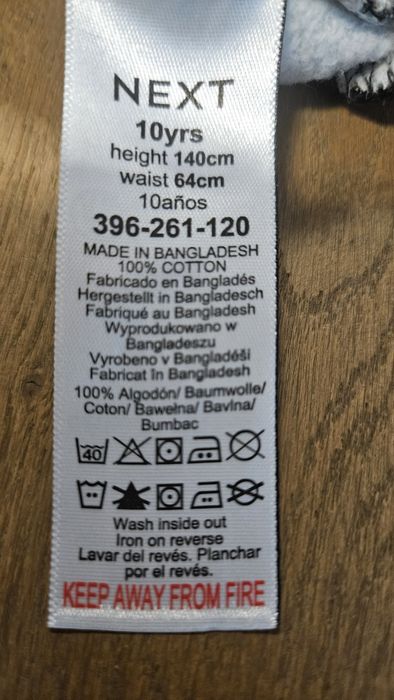 NEXT
10yrs
height 140cm
waist 64cm
10años
396-261-120
MADE IN BANGLADESH
100% COTTON
Fabricado en Bangladés
Hergestellt in Bangladesch
Fabriqué au Bangladesh
Wyprodukowano w
Bangladeszu
Vyrobeno v Bangladéši
Fabricat în Bangladesh
100% Algodón/ Baumwolle/
Coton/ Bawełna/ Bavlna/
Bumbac
40
Wash inside out
Iron on reverse
Lavar del revés. Planchar
por el revés.
KEEP AWAY FROM FIRE